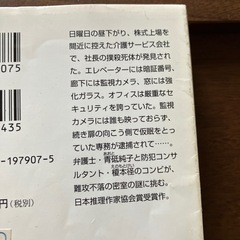 日曜日の昼下がり、株式上場を
間近に控えた介護サービス会社
で、社長の撲殺死体が発見され
た。エレベーターには暗証番号、
廊下には監視カメラ、窓には強
化ガラス。オフィスは厳重なセ
キュリティを誇っていた。監視
カメラには誰も映っておらず、
続き扉の向こう側で仮眠をとっ
ていた専務が逮捕されて……。
弁護士・青砥純子と防犯コンサ
あおと
ルタント・榎本径のコンビが、
えのもとけい
難攻不落の密室の謎に挑む。
日本推理作家協会賞受賞作。
075
435
-197907-5
円（税別）